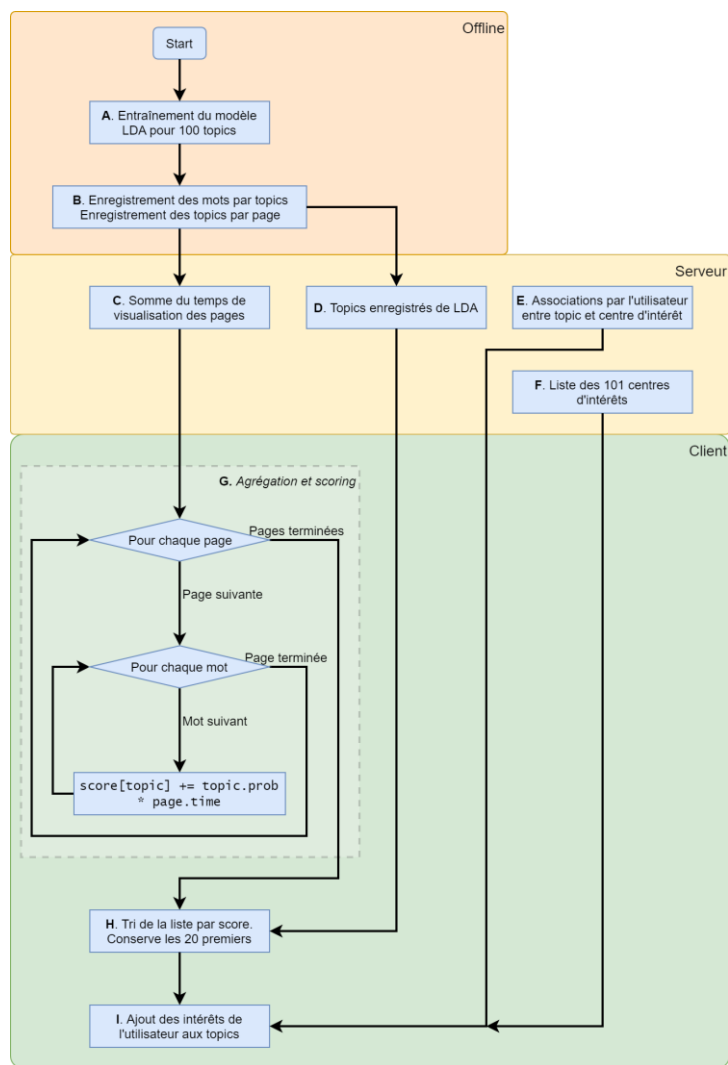 Offline
Start
A. Entraînement du modèle
LDA pour 100 topics
B. Enregistrement des mots par topics
Enregistrement des topics par page
Serveur
C. Somme du temps de
visualisation des pages
D. Topics enregistrés de LDA
E. Associations par l'utilisateur
entre topic et centre d'intérêt
F. Liste des 101 centres
d'intérêts
Client
G. Agrégation et scoring
Pour chaque page
Pages terminées
Page suivante
Pour chaque mot
Page terminée
Mot suivant
score[topic] += topic.prob
* page.time
H. Tri de la liste par score.
Conserve les 20 premiers
I. Ajout des intérêts de
l'utilisateur aux topics